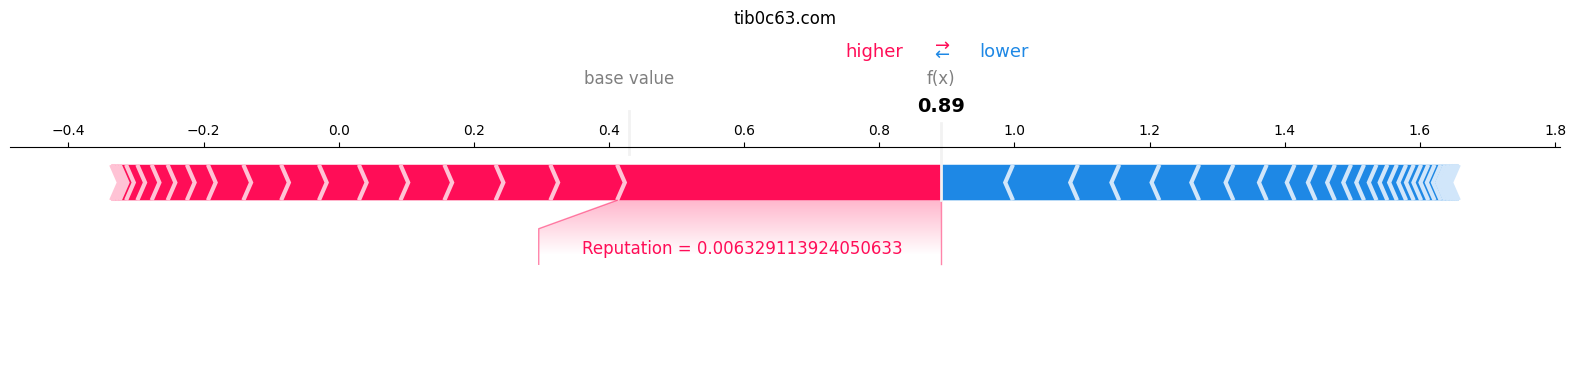 tib0c63.com
higher ⇄ lower
base value f(x)
0.89
−0.4 −0.2 0.0 0.2 0.4 0.6 0.8 1.0 1.2 1.4 1.6 1.8
Reputation = 0.006329113924050633